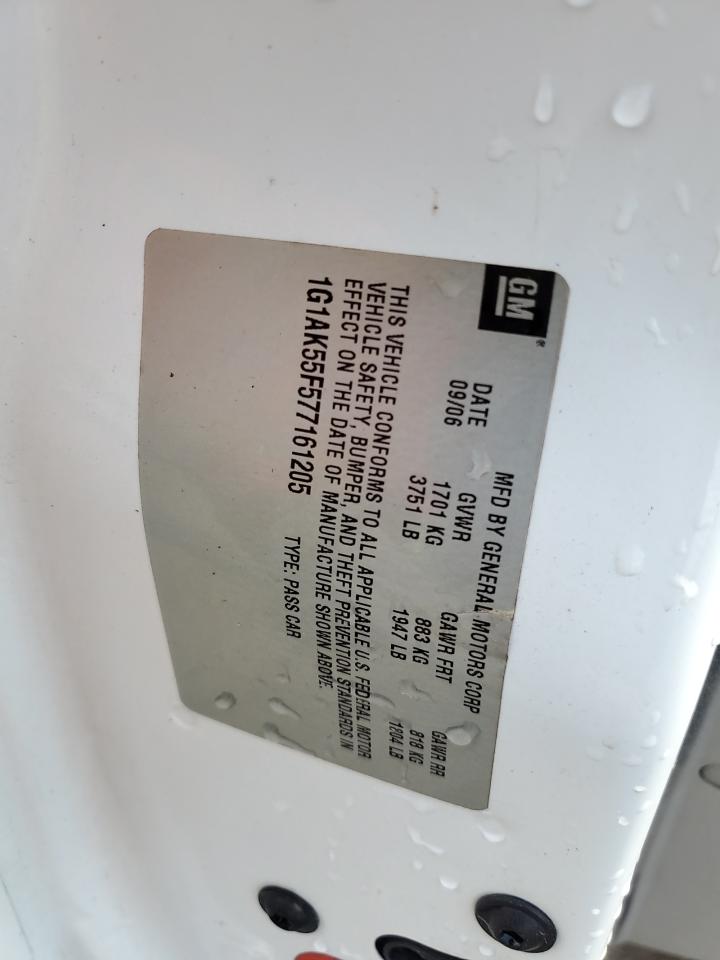 GM
MFD BY GENERAL MOTORS CORP
DATE GVWR GAWR FRT GAWR RR
09/06 1701 KG 883 KG 818 KG
3751 LB 1947 LB 1804 LB
THIS VEHICLE CONFORMS TO ALL APPLICABLE U.S. FEDERAL MOTOR
VEHICLE SAFETY, BUMPER, AND THEFT PREVENTION STANDARDS IN
EFFECT ON THE DATE OF MANUFACTURE SHOWN ABOVE.
1G1AK55F577161205 TYPE: PASS CAR